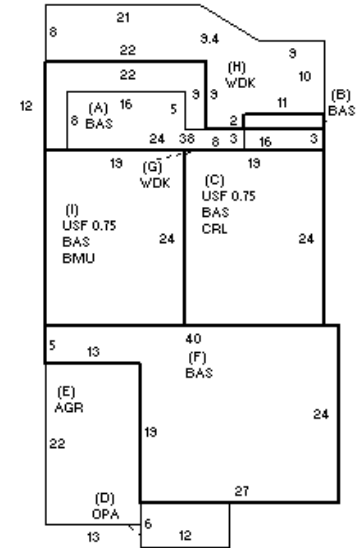 21
8
9.4
22
9
22
(H)
WDK
10
12
(A)
BAS
16
5
9
9
11
(B)
BAS
8
2
24
38
8
3
16
3
19
(G)
WDK
19
(I)
USF 0.75
BAS
BMU
24
(C)
USF 0.75
BAS
CRL
24
5
13
40
(F)
BAS
(E)
AGR
24
22
19
(D)
OPA
27
6
13
12